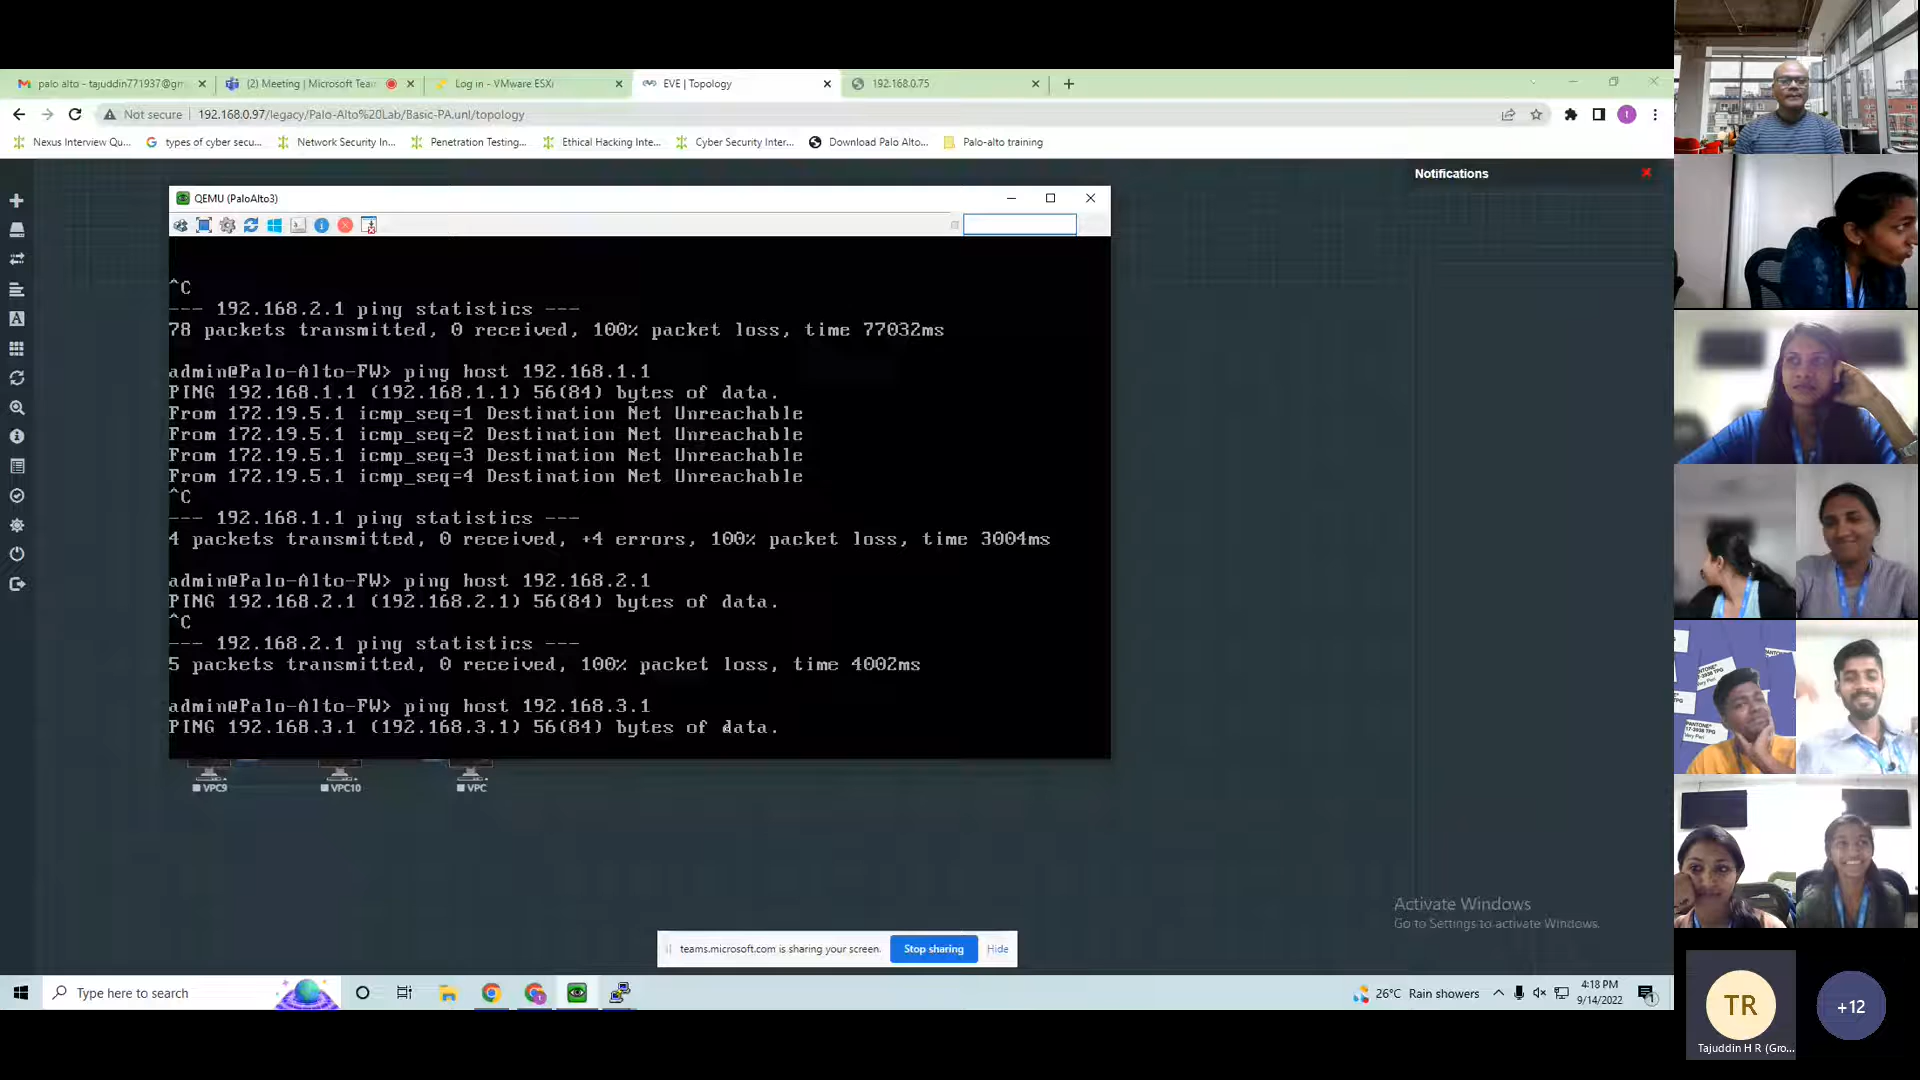 palo alto - tajuddin771937@gm
(2) Meeting | Microsoft Team
Log in - VMware ESXi
EVE | Topology
192.168.0.75
Not secure
192.168.0.97/legacy/Palo-Alto%20Lab/Basic-PA.unl/topology
Nexus Interview Qu...
types of cyber secu...
Network Security In...
Penetration Testing...
Ethical Hacking Inte...
Cyber Security Inter...
Download Palo Alto...
Palo-alto training
Notifications
QEMU (PaloAlto3)
^C
--- 192.168.2.1 ping statistics ---
78 packets transmitted, 0 received, 100% packet loss, time 77032ms
admin@Palo-Alto-FW> ping host 192.168.1.1
PING 192.168.1.1 (192.168.1.1) 56(84) bytes of data.
From 172.19.5.1 icmp_seq=1 Destination Net Unreachable
From 172.19.5.1 icmp_seq=2 Destination Net Unreachable
From 172.19.5.1 icmp_seq=3 Destination Net Unreachable
From 172.19.5.1 icmp_seq=4 Destination Net Unreachable
^C
--- 192.168.1.1 ping statistics ---
4 packets transmitted, 0 received, +4 errors, 100% packet loss, time 3004ms
admin@Palo-Alto-FW> ping host 192.168.2.1
PING 192.168.2.1 (192.168.2.1) 56(84) bytes of data.
^C
--- 192.168.2.1 ping statistics ---
5 packets transmitted, 0 received, 100% packet loss, time 4002ms
admin@Palo-Alto-FW> ping host 192.168.3.1
PING 192.168.3.1 (192.168.3.1) 56(84) bytes of data.
VPC9
VPC10
VPC
Activate Windows
Go to Settings to activate Windows.
teams.microsoft.com is sharing your screen.
Stop sharing
Hide
Type here to search
26°C Rain showers
4:18 PM
9/14/2022
TR
Tajuddin H R (Gro...
+12